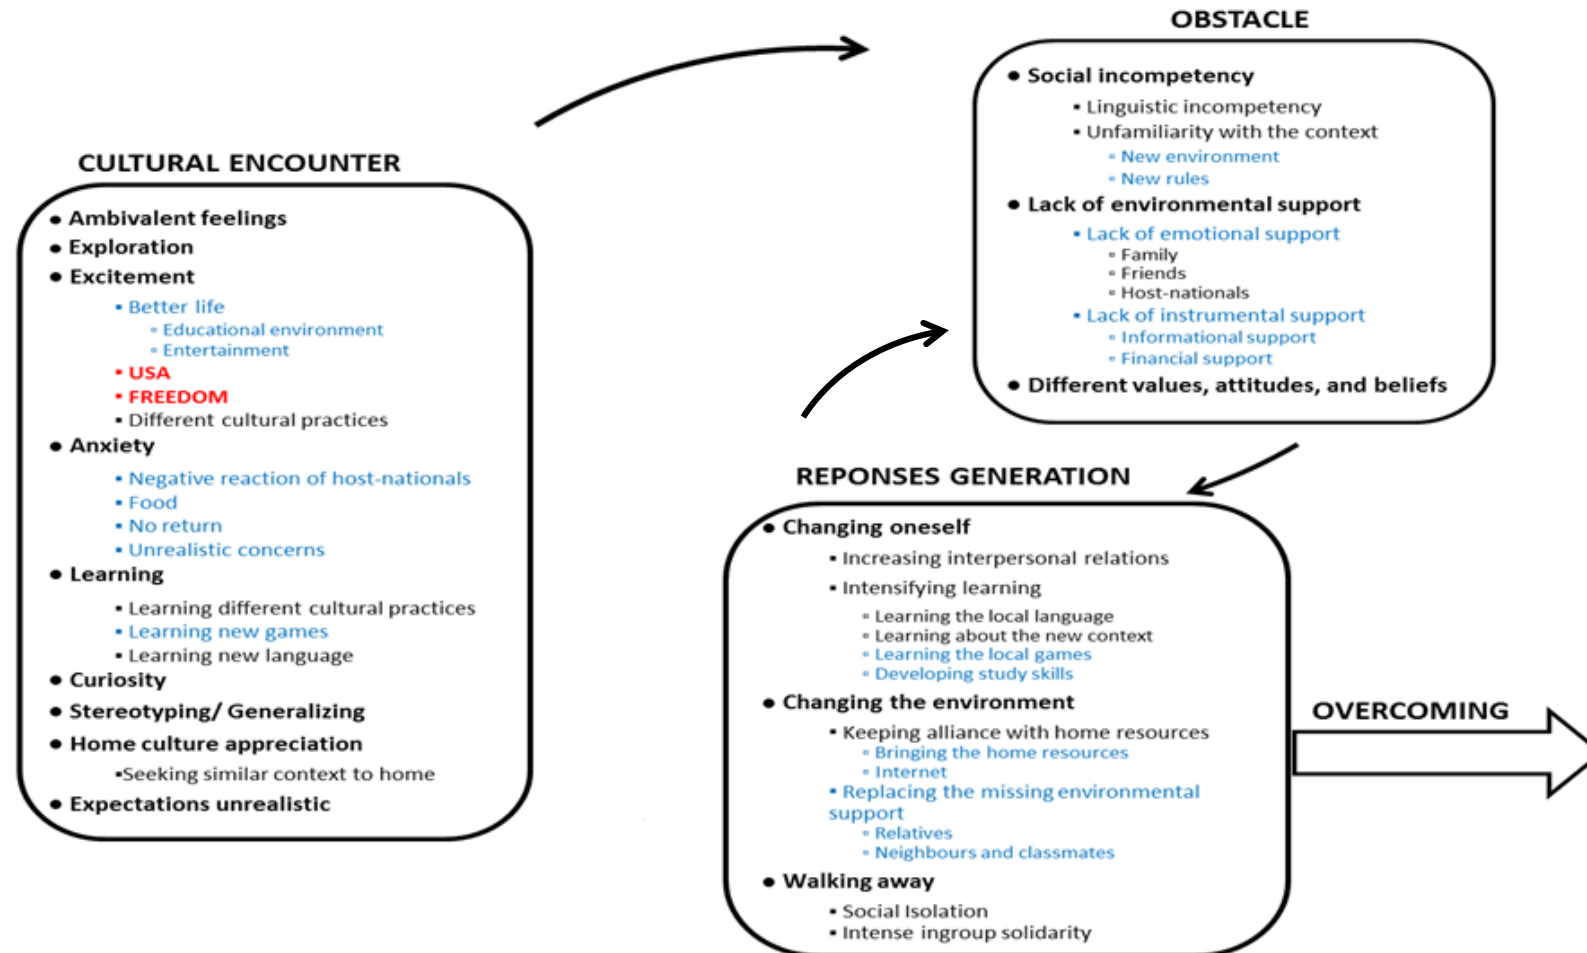 CULTURAL ENCOUNTER
● Ambivalent feelings
● Exploration
● Excitement
▪ Better life
▫ Educational environment
▫ Entertainment
▪ USA
▪ FREEDOM
▪ Different cultural practices
● Anxiety
▪ Negative reaction of host-nationals
▪ Food
▪ No return
▪ Unrealistic concerns
● Learning
▪ Learning different cultural practices
▪ Learning new games
▪ Learning new language
● Curiosity
● Stereotyping/ Generalizing
● Home culture appreciation
▪Seeking similar context to home
● Expectations unrealistic
OBSTACLE
● Social incompetency
▪ Linguistic incompetency
▪ Unfamiliarity with the context
▫ New environment
▫ New rules
● Lack of environmental support
▪ Lack of emotional support
▫ Family
▫ Friends
▫ Host-nationals
▪ Lack of instrumental support
▫ Informational support
▫ Financial support
● Different values, attitudes, and beliefs
REPONSES GENERATION
● Changing oneself
▪ Increasing interpersonal relations
▪ Intensifying learning
▫ Learning the local language
▫ Learning about the new context
▫ Learning the local games
▫ Developing study skills
● Changing the environment
▪ Keeping alliance with home resources
▫ Bringing the home resources
▫ Internet
▪ Replacing the missing environmental
support
▫ Relatives
▫ Neighbours and classmates
● Walking away
▪ Social Isolation
▪ Intense ingroup solidarity
OVERCOMING